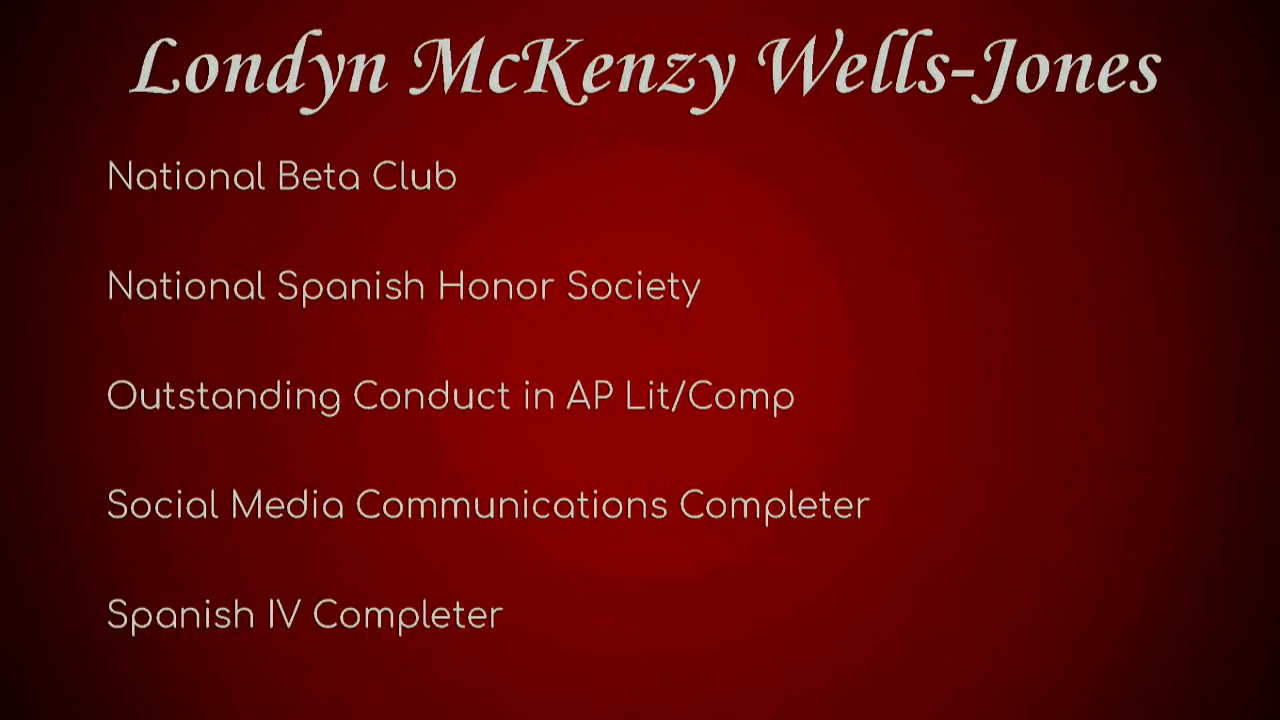 Londyn McKenzy Wells-Jones
National Beta Club
National Spanish Honor Society
Outstanding Conduct in AP Lit/Comp
Social Media Communications Completer
Spanish IV Completer